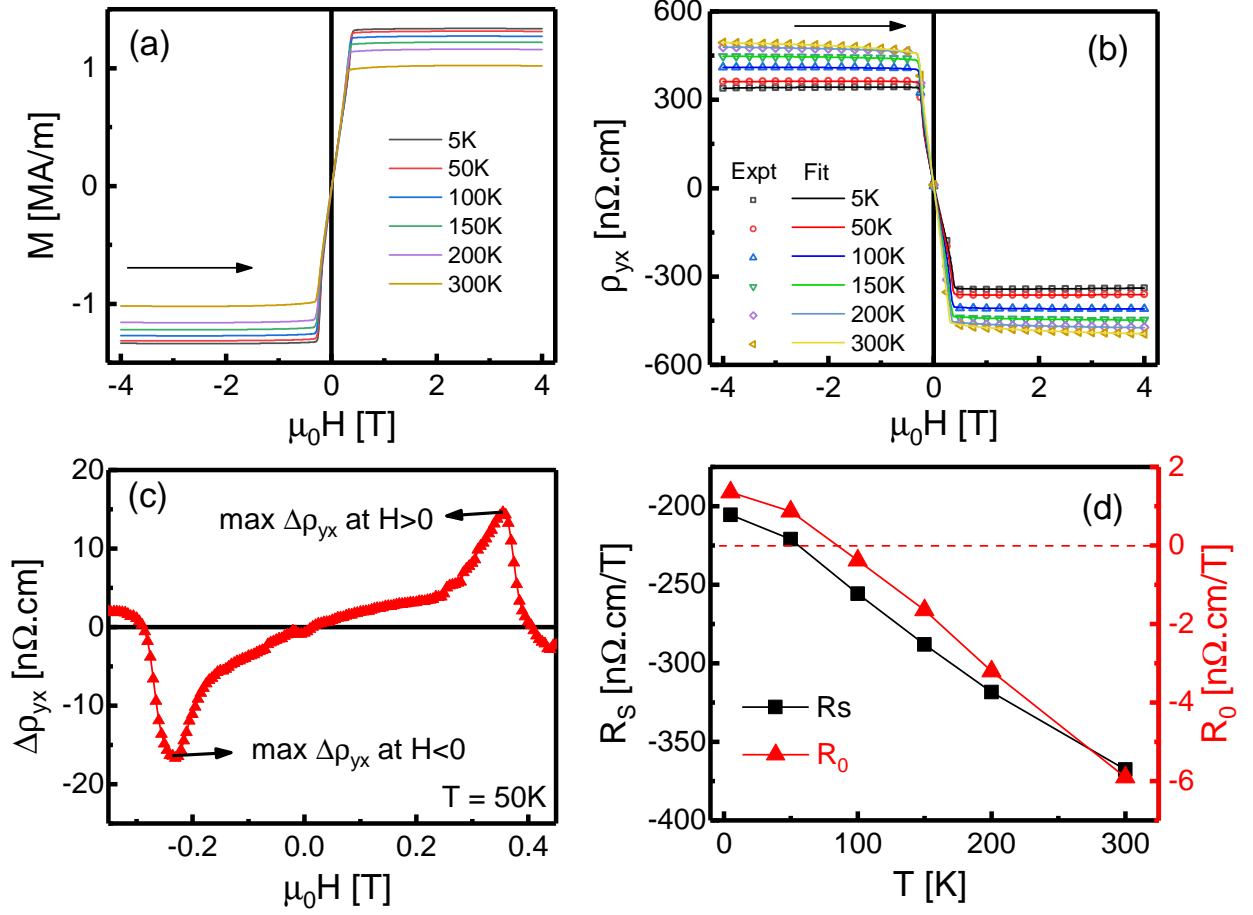 (a)
M [MA/m]
1
0
-1
5K
50K
100K
150K
200K
300K
-4 -2 0 2 4
μ₀H [T]
(b)
ρyx [nΩ.cm]
600
300
0
-300
-600
Expt Fit
5K
50K
100K
150K
200K
300K
-4 -2 0 2 4
μ₀H [T]
(c)
Δρyx [nΩ.cm]
20
10
0
-10
-20
max Δρyx at H>0
max Δρyx at H<0
T = 50K
-0.2 0.0 0.2 0.4
μ₀H [T]
(d)
RS [nΩ.cm/T]
-200
-250
-300
-350
-400
Rs
R₀
2
0
-2
-4
-6
R₀ [nΩ.cm/T]
0 100 200 300
T [K]